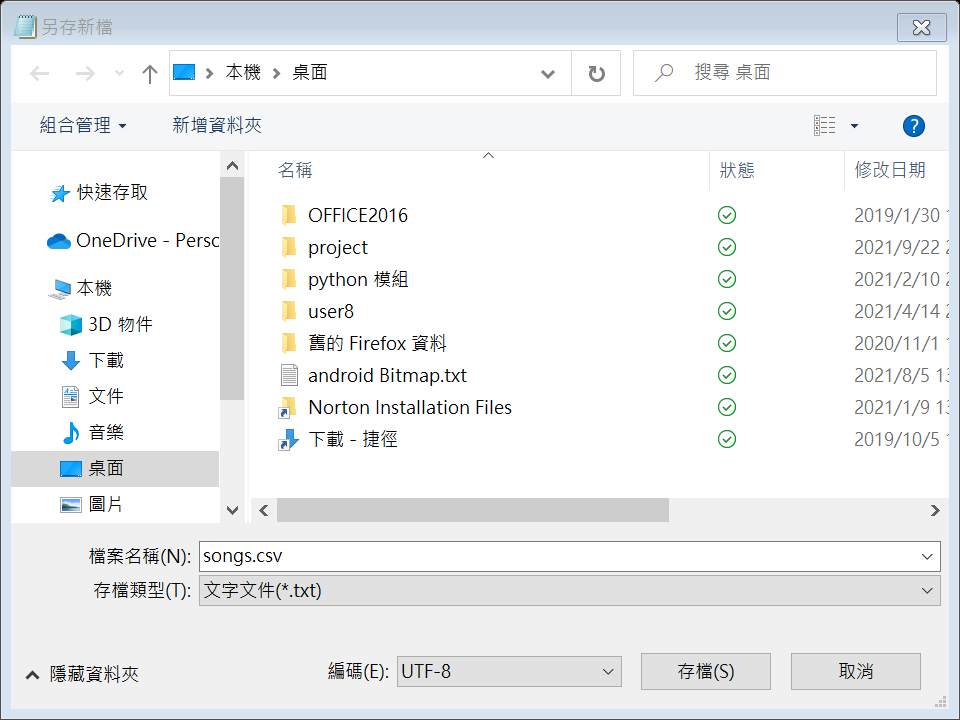 另存新檔
本機 桌面
搜尋 桌面
組合管理
新增資料夾
快速存取
OneDrive - Perso
本機
3D 物件
下載
文件
音樂
桌面
圖片
名稱 狀態 修改日期
OFFICE2016 2019/1/30
project 2021/9/22
python 模組 2021/2/10
user8 2021/4/14
舊的 Firefox 資料 2020/11/1
android Bitmap.txt 2021/8/5 13
Norton Installation Files 2021/1/9 13
下載 - 捷徑 2019/10/5
檔案名稱(N): songs.csv
存檔類型(T): 文字文件(*.txt)
隱藏資料夾
編碼(E): UTF-8
存檔(S)
取消